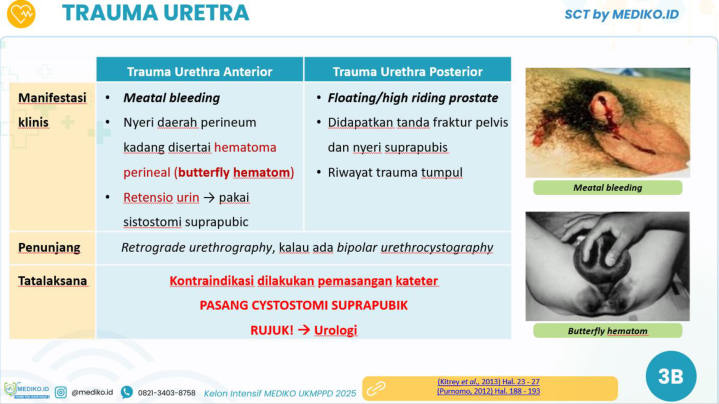 TRAUMA URETRA
SCT by MEDIKO.ID
Trauma Urethra Anterior
Trauma Urethra Posterior
Manifestasi
klinis
• Meatal bleeding
• Nyeri daerah perineum
kadang disertai hematoma
perineal (butterfly hematom)
• Retensio urin → pakai
sistostomi suprapubic
• Floating/high riding prostate
• Didapatkan tanda fraktur pelvis
dan nyeri suprapubis
• Riwayat trauma tumpul
Penunjang
Retrograde urethrography, kalau ada bipolar urethrocystography
Tatalaksana
Kontraindikasi dilakukan pemasangan kateter
PASANG CYSTOSTOMI SUPRAPUBIK
RUJUK! → Urologi
Meatal bleeding
Butterfly hematom
3B
MEDIKO.ID
@mediko.id
0821-3403-8758
Kelon Intensif MEDIKO UKMPPD 2025
(Kitrey et al., 2013) Hal. 23 - 27
(Purnomo, 2012) Hal. 188 - 193